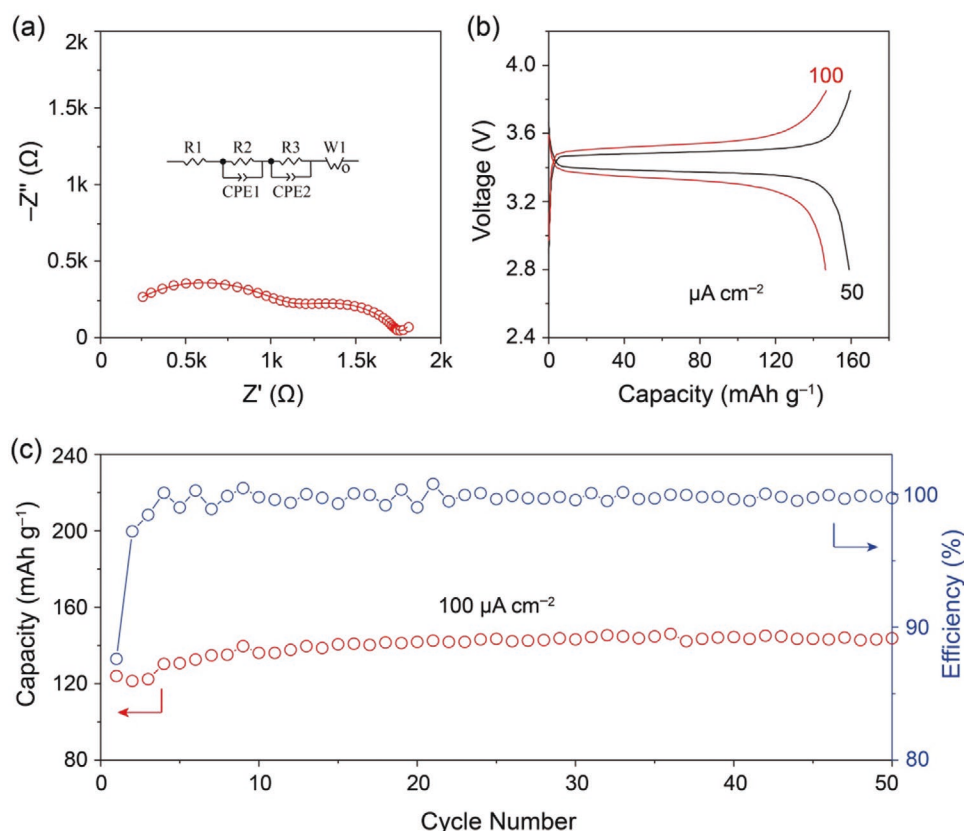 (a)
2k
1.5k
1k
0.5k
0
–Z" (Ω)
R1 R2 R3 W1
CPE1 CPE2 o
0 0.5k 1k 1.5k 2k
Z' (Ω)
(b)
4.0
3.6
3.2
2.8
2.4
Voltage (V)
100
50
μA cm⁻²
0 40 80 120 160
Capacity (mAh g⁻¹)
(c)
240
200
160
120
80
Capacity (mAh g⁻¹)
100 μA cm⁻²
100
90
80
Efficiency (%)
0 10 20 30 40 50
Cycle Number